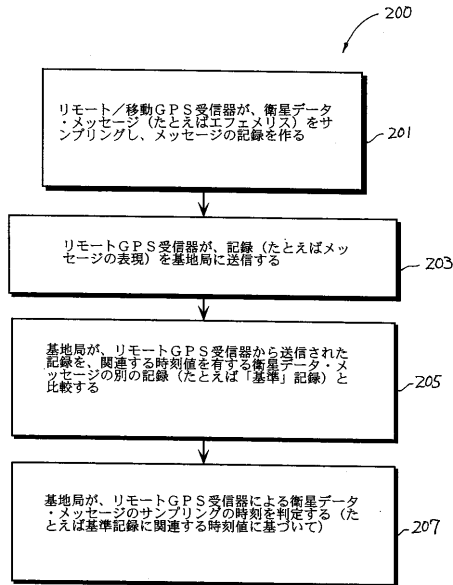 200
リモート／移動GPS受信器が、衛星データ
・メッセージ（たとえばエフェメリス）をサ
ンプリングし、メッセージの記録を作る
201
リモートGPS受信器が、記録（たとえばメッ
セージの表現）を基地局に送信する
203
基地局が、リモートGPS受信器から送信された
記録を、関連する時刻値を有する衛星データ・メ
ッセージの別の記録（たとえば「基準」記録）と
比較する
205
基地局が、リモートGPS受信器による衛星データ
・メッセージのサンプリングの時刻を判定する（た
とえば基準記録に関連する時刻値に基づいて）
207